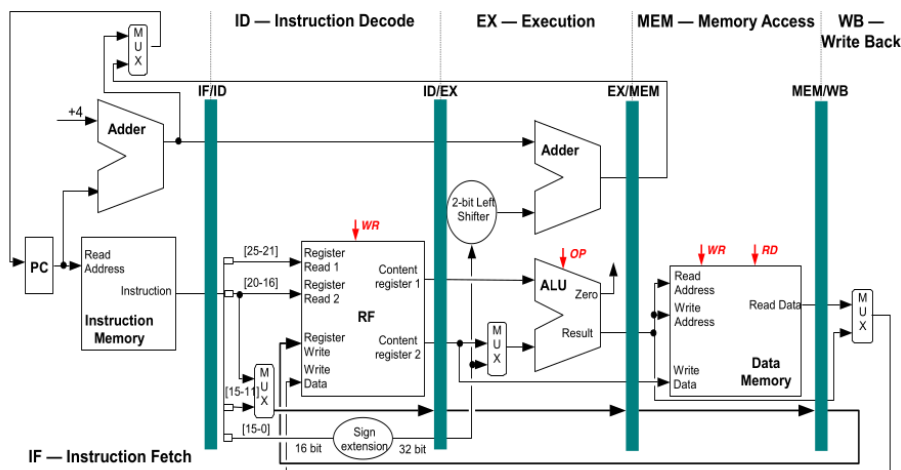 ID — Instruction Decode
EX — Execution
MEM — Memory Access
WB —
Write Back
M
U
X
IF/ID
ID/EX
EX/MEM
MEM/WB
+4
Adder
Adder
2-bit Left
Shifter
WR
OP
WR
RD
[25-21]
[20-16]
PC
Read
Address
Instruction
Instruction
Memory
Register
Read 1
Register
Read 2
Content
register 1
RF
Register
Write
Content
register 2
Write
Data
M
U
X
ALU
Zero
Result
M
U
X
Read
Address
Write
Address
Read Data
Write
Data
Data
Memory
M
U
X
[15-11]
[15-0]
16 bit
Sign
extension
32 bit
IF — Instruction Fetch